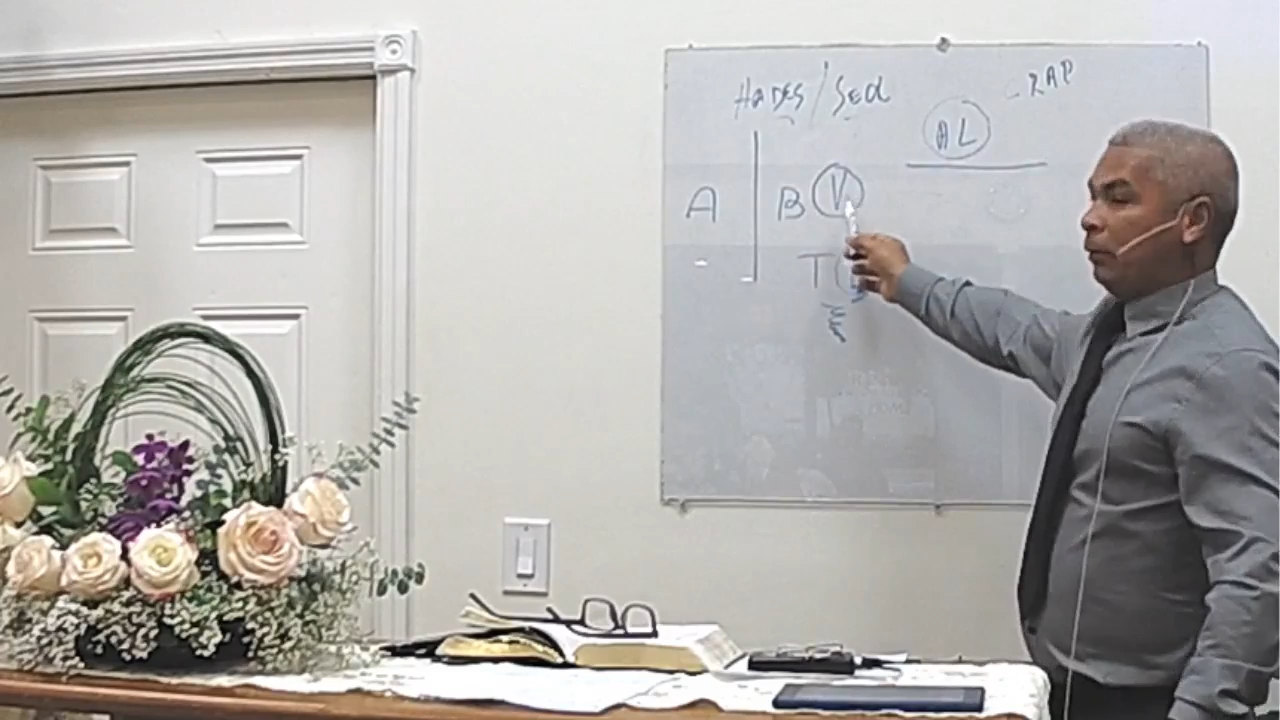 HaDES / SEOL
RAP
AL
A
B V
T